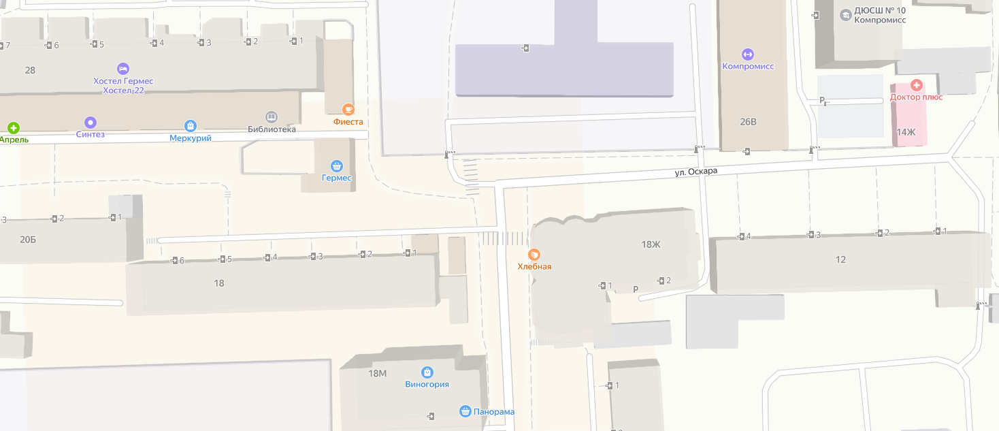 ДЮСШ № 10
Компромисс
7
6
5
4
3
2
1
28
Хостел Гермес
Хостел 22
Компромисс
Доктор плюс
P
Фиеста
Библиотека
26В
14Ж
Апрель
Синтез
Меркурий
Гермес
ул. Оскара
3
2
1
20Б
4
3
2
1
18Ж
12
6
5
4
3
2
1
18
Хлебная
1
2
P
18М
Виногория
1
Панорама